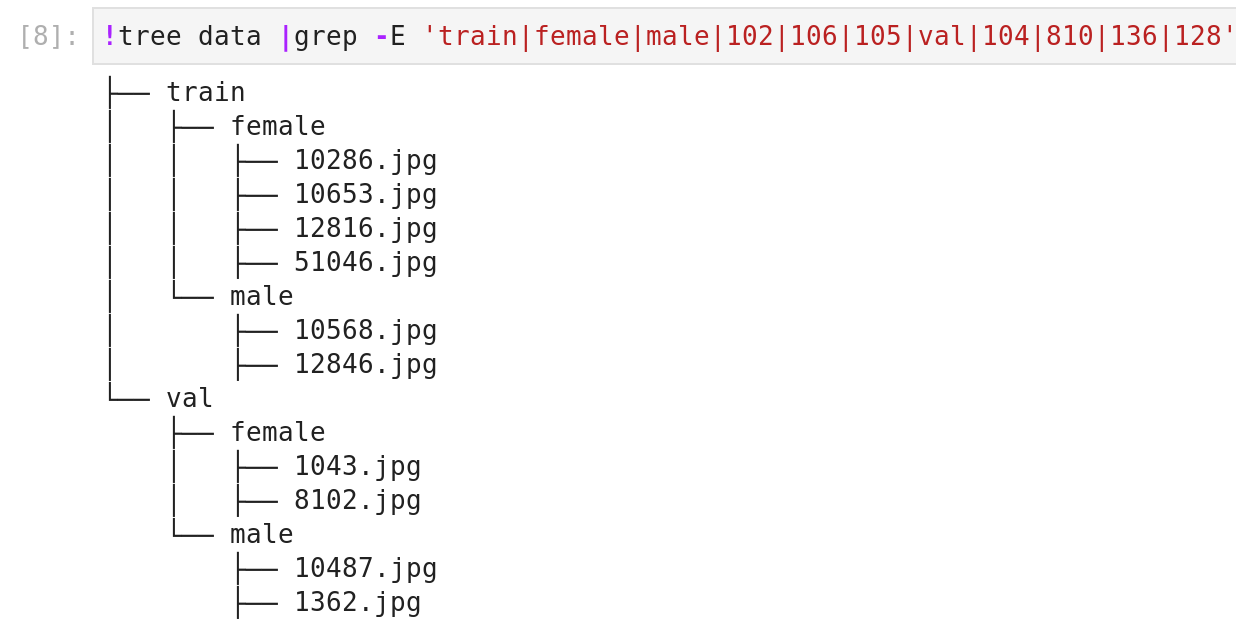 [8]: !tree data |grep -E 'train|female|male|102|106|105|val|104|810|136|128'
├── train
│   ├── female
│   │   ├── 10286.jpg
│   │   ├── 10653.jpg
│   │   ├── 12816.jpg
│   │   ├── 51046.jpg
│   └── male
│       ├── 10568.jpg
│       ├── 12846.jpg
└── val
    ├── female
    │   ├── 1043.jpg
    │   ├── 8102.jpg
    └── male
        ├── 10487.jpg
        ├── 1362.jpg